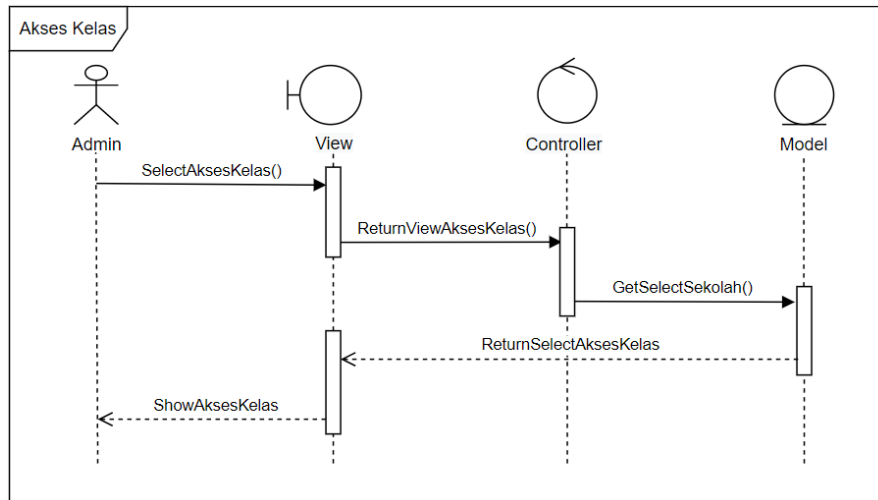 Akses Kelas
Admin
View
Controller
Model
SelectAksesKelas()
ReturnViewAksesKelas()
GetSelectSekolah()
ReturnSelectAksesKelas
ShowAksesKelas